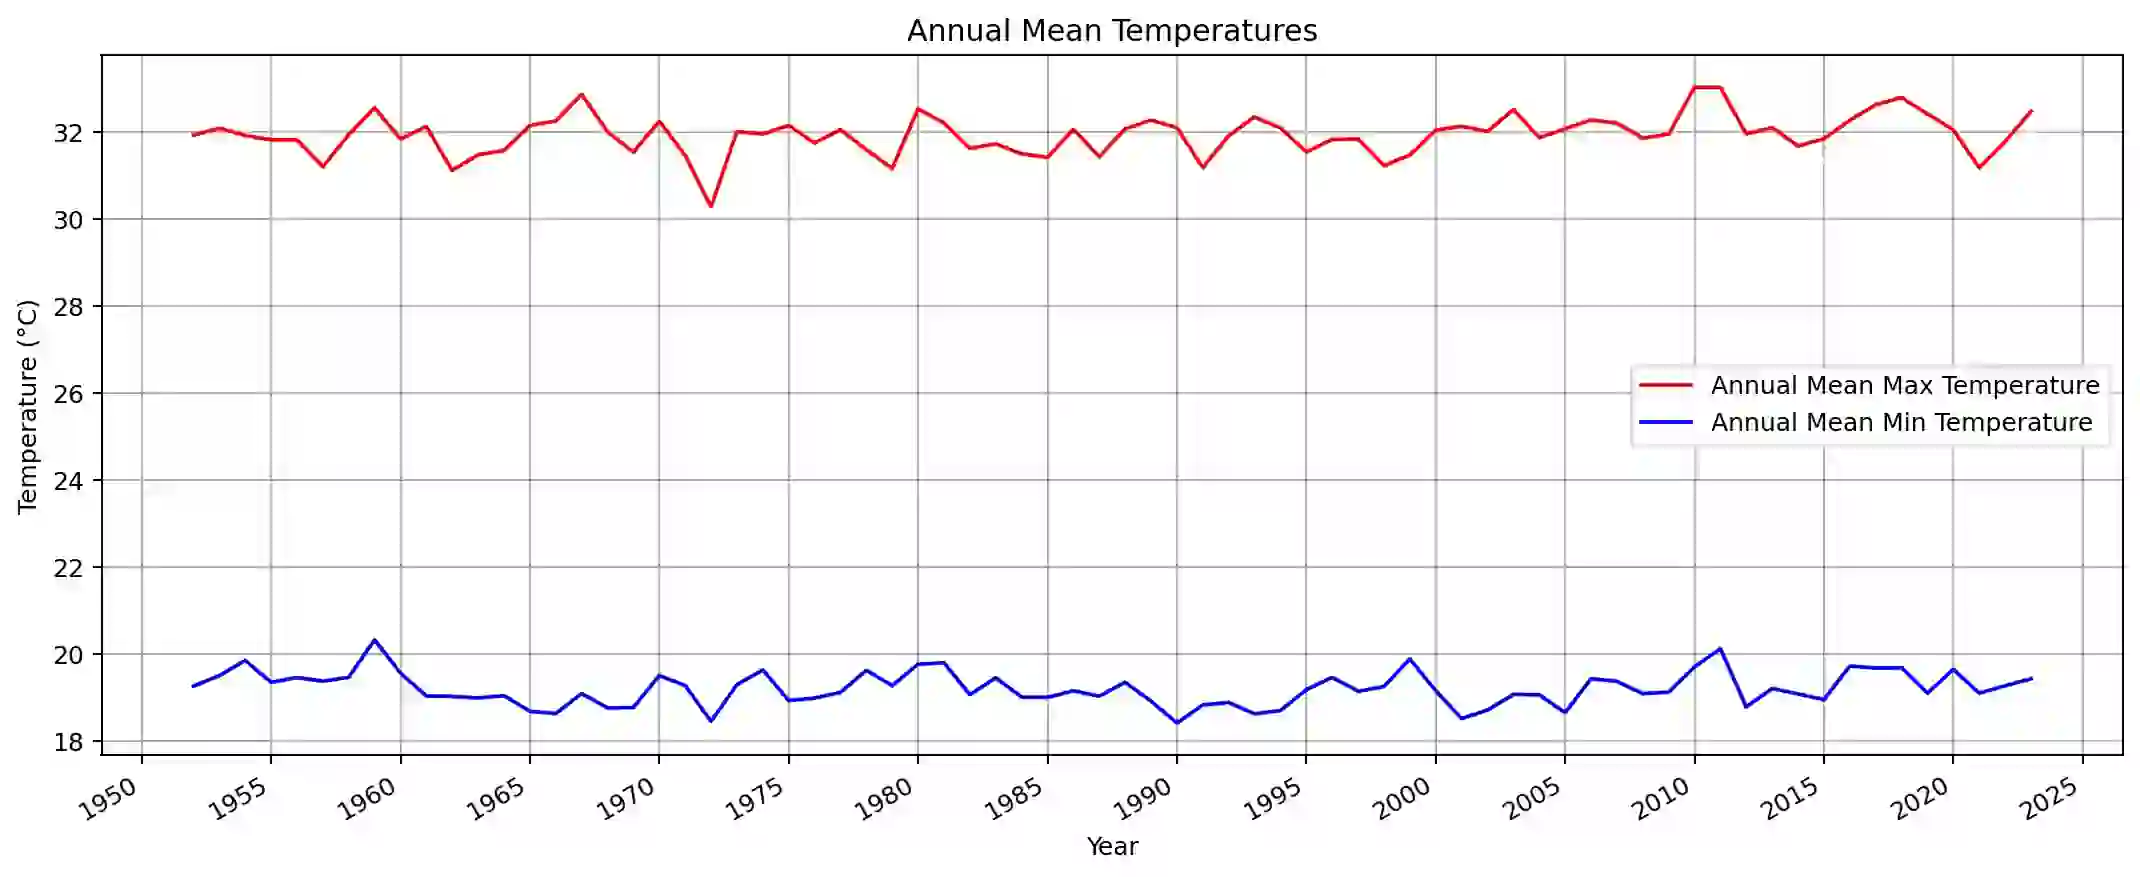 Annual Mean Temperatures
Temperature (°C)
32
30
28
26
24
22
20
18
Annual Mean Max Temperature
Annual Mean Min Temperature
1950 1955 1960 1965 1970 1975 1980 1985 1990 1995 2000 2005 2010 2015 2020 2025
Year